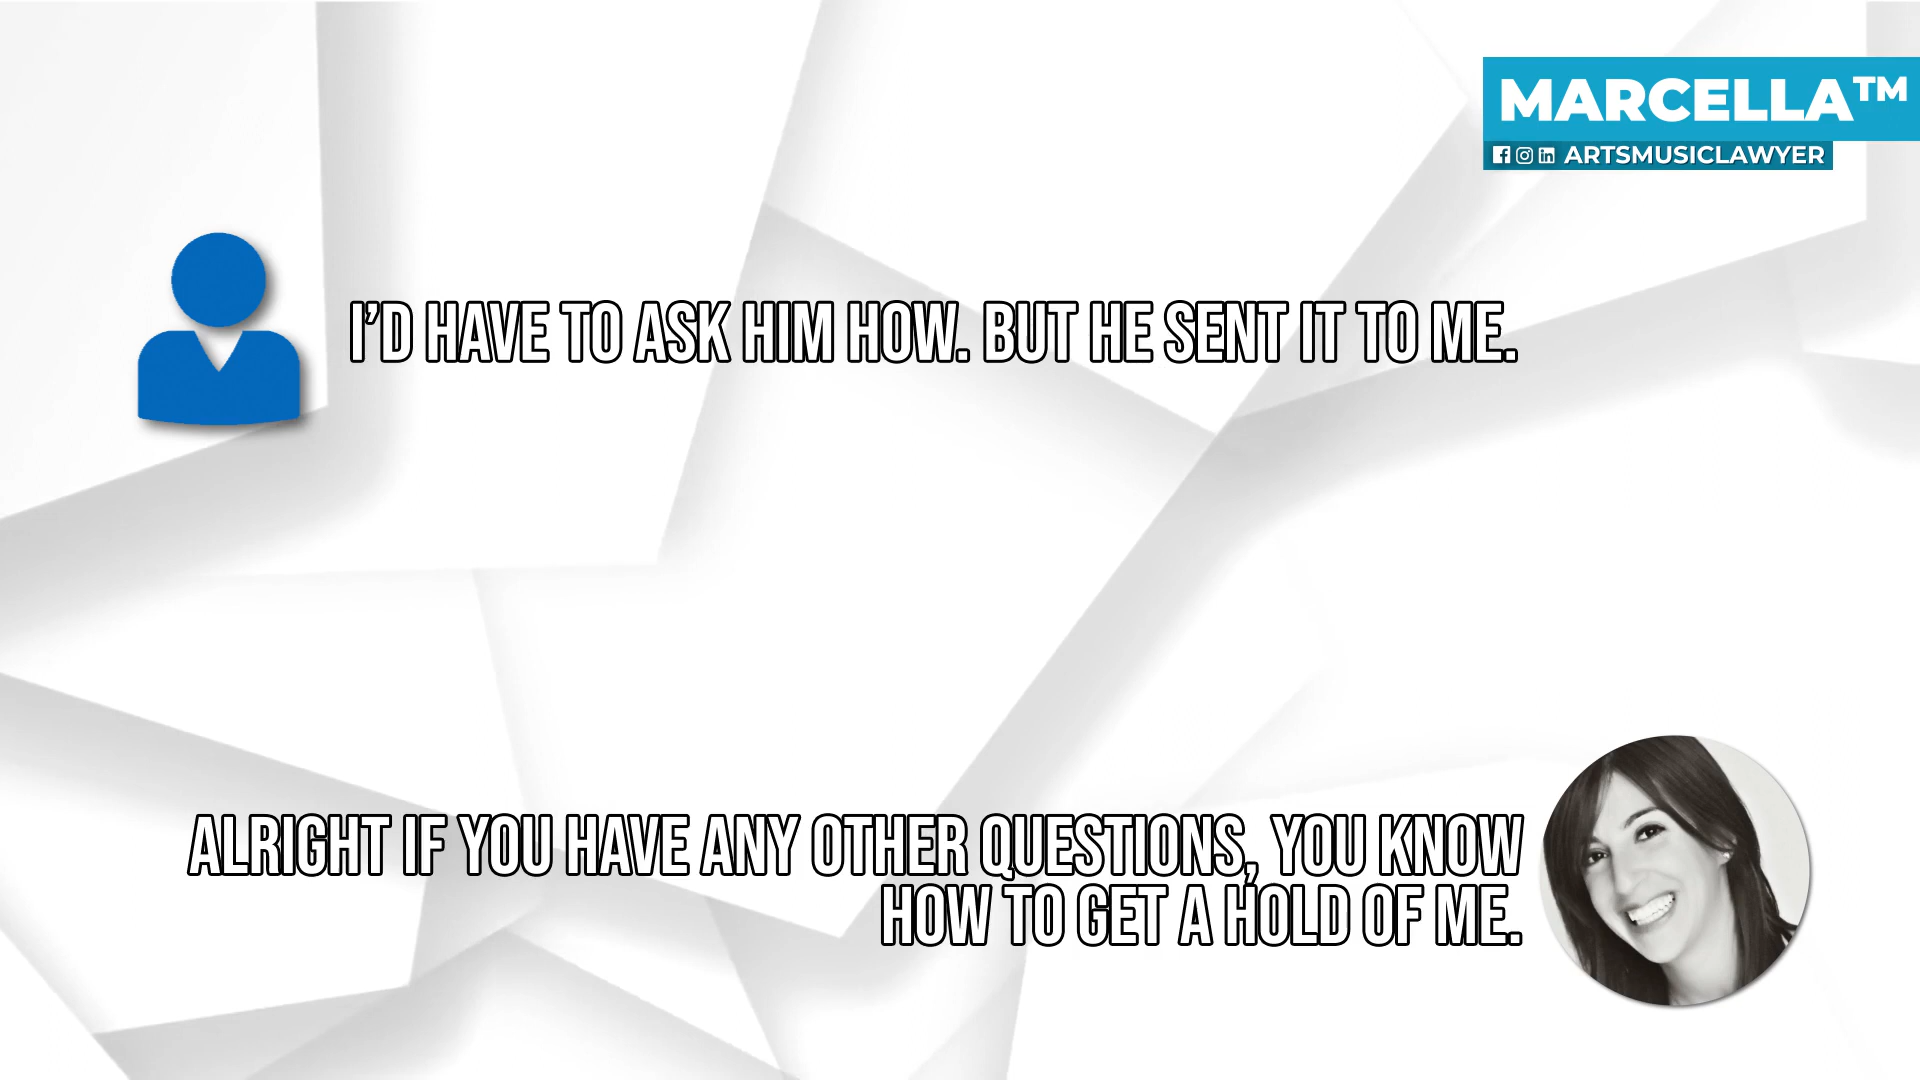 MARCELLA™
ARTSMUSICLAWYER
I’D HAVE TO ASK HIM HOW. BUT HE SENT IT TO ME.
ALRIGHT IF YOU HAVE ANY OTHER QUESTIONS, YOU KNOW
HOW TO GET A HOLD OF ME.